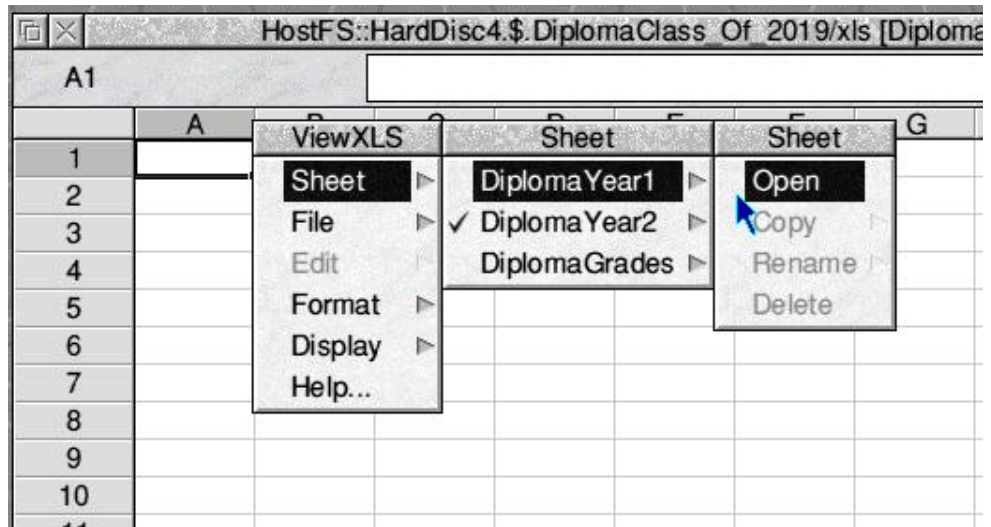 HostFS::HardDisc4.$.DiplomaClass_Of_2019/xls [Diploma
A1
A G
ViewXLS
Sheet
File
Edit
Format
Display
Help...
Sheet
DiplomaYear1
DiplomaYear2
DiplomaGrades
Sheet
Open
Copy
Rename
Delete
1
2
3
4
5
6
7
8
9
10